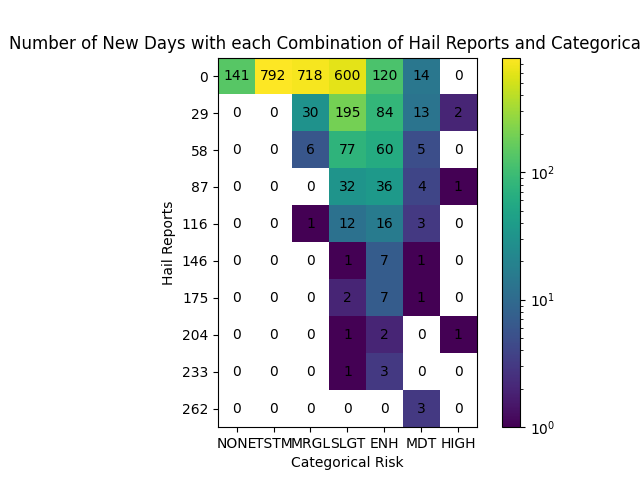 Number of New Days with each Combination of Hail Reports and Categorica
0 141 792 718 600 120 14 0
29 0 0 30 195 84 13 2
58 0 0 6 77 60 5 0
87 0 0 0 32 36 4 1
116 0 0 1 12 16 3 0
146 0 0 0 1 7 1 0
175 0 0 0 2 7 1 0
204 0 0 0 1 2 0 1
233 0 0 0 1 3 0 0
262 0 0 0 0 0 3 0
NONE TSTM MRGL SLGT ENH MDT HIGH
Categorical Risk
Hail Reports
10²
10¹
10⁰